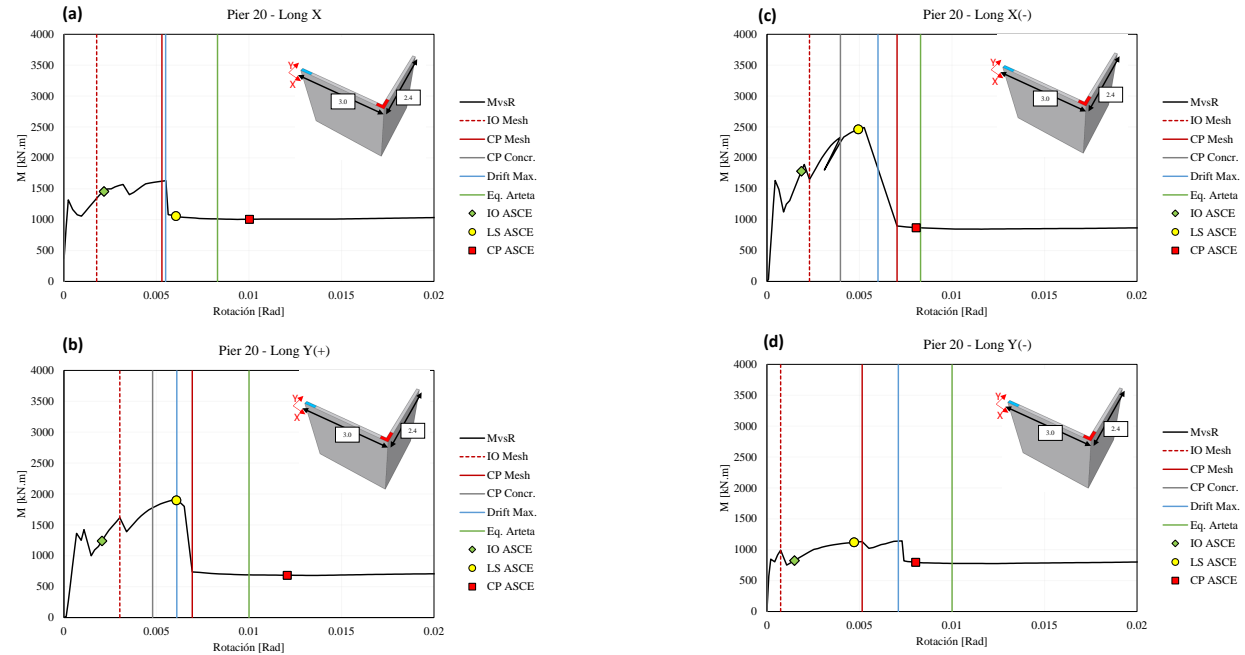 (a)
Pier 20 - Long X
4000
3500
3000
2500
2000
1500
1000
500
0
M [kN.m]
0 0.005 0.01 0.015 0.02
Rotación [Rad]
Y
X
3.0
2.4
MvsR
IO Mesh
CP Mesh
CP Concr.
Drift Max.
Eq. Arteta
IO ASCE
LS ASCE
CP ASCE
(c)
Pier 20 - Long X(-)
4000
3500
3000
2500
2000
1500
1000
500
0
M [kN.m]
0 0.005 0.01 0.015 0.02
Rotación [Rad]
Y
X
3.0
2.4
MvsR
IO Mesh
CP Mesh
CP Concr.
Drift Max.
Eq. Arteta
IO ASCE
LS ASCE
CP ASCE
(b)
Pier 20 - Long Y(+)
4000
3500
3000
2500
2000
1500
1000
500
0
M [kN.m]
0 0.005 0.01 0.015 0.02
Rotación [Rad]
Y
X
3.0
2.4
MvsR
IO Mesh
CP Mesh
CP Concr.
Drift Max.
Eq. Arteta
IO ASCE
LS ASCE
CP ASCE
(d)
Pier 20 - Long Y(-)
4000
3500
3000
2500
2000
1500
1000
500
0
M [kN.m]
0 0.005 0.01 0.015 0.02
Rotación [Rad]
Y
X
3.0
2.4
MvsR
IO Mesh
CP Mesh
CP Concr.
Drift Max.
Eq. Arteta
IO ASCE
LS ASCE
CP ASCE